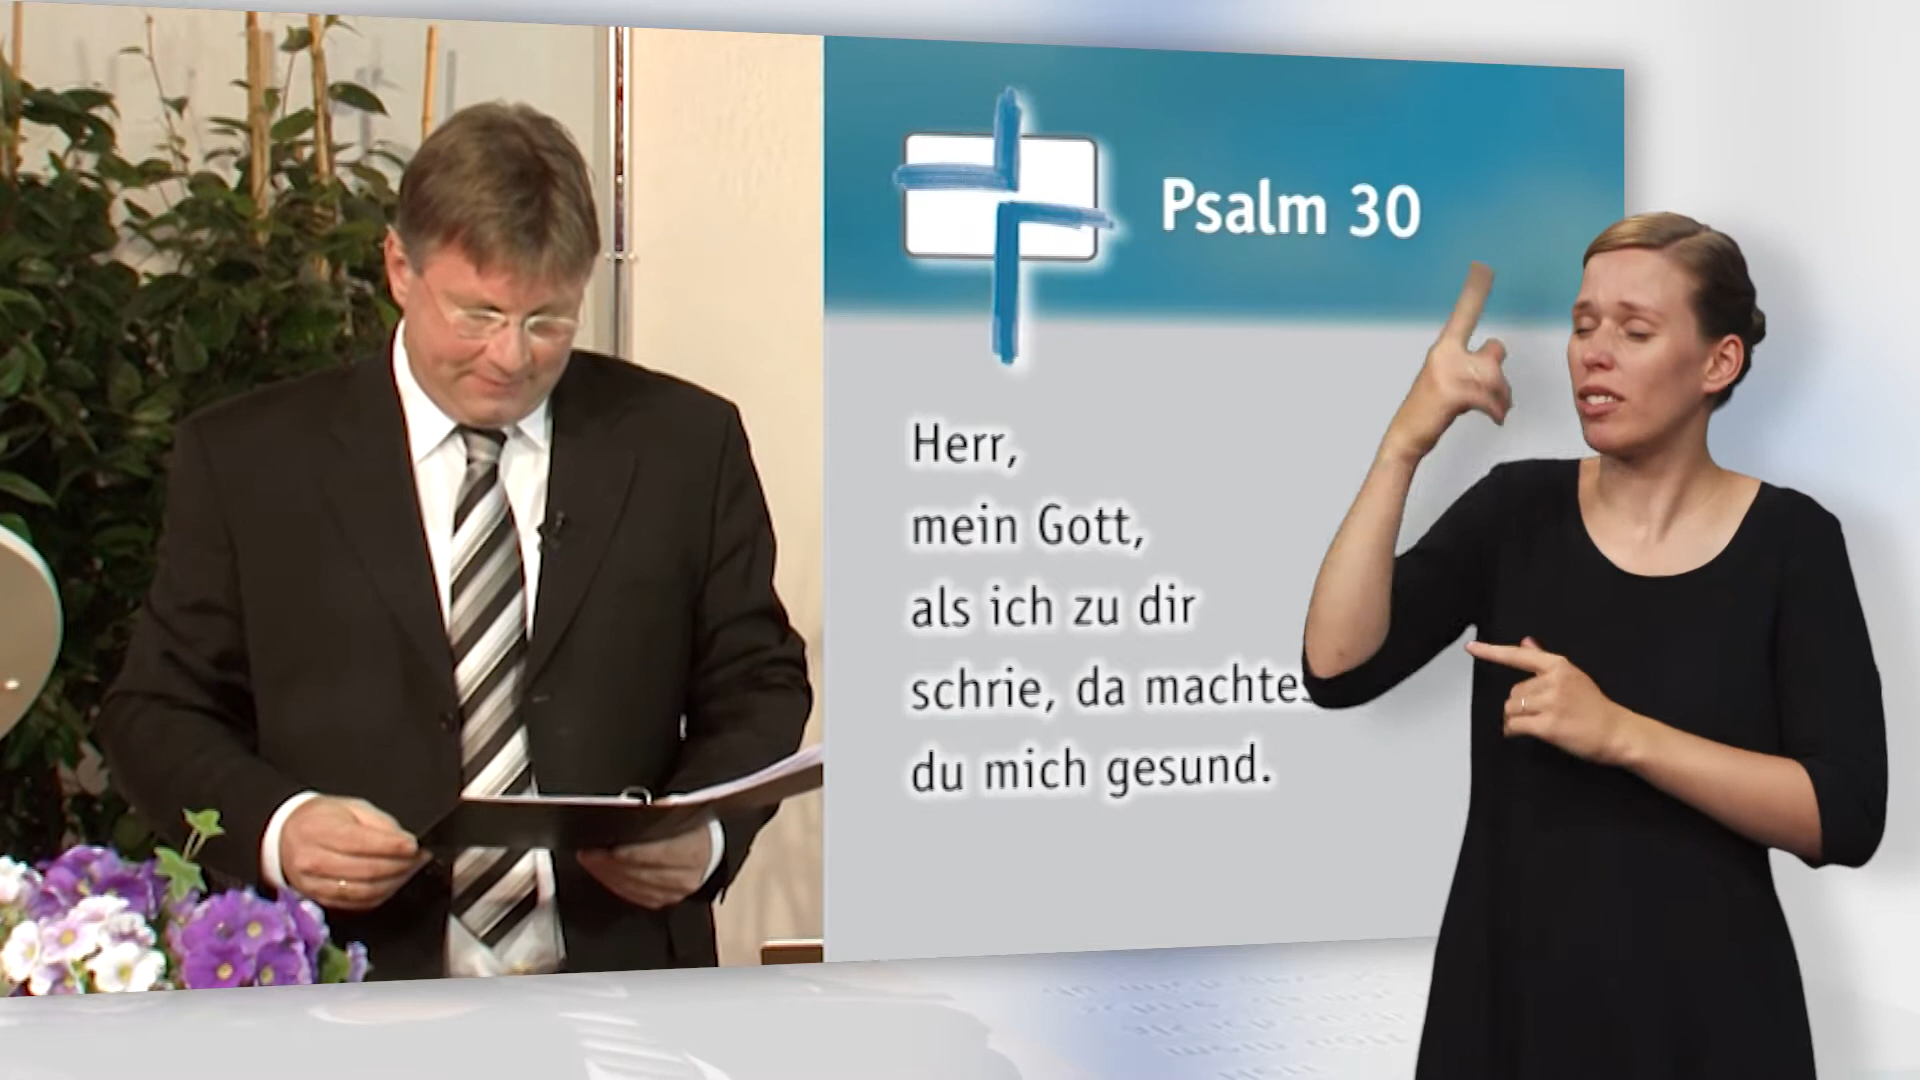 Psalm 30
Herr,
mein Gott,
als ich zu dir
schrie, da machtes
du mich gesund.